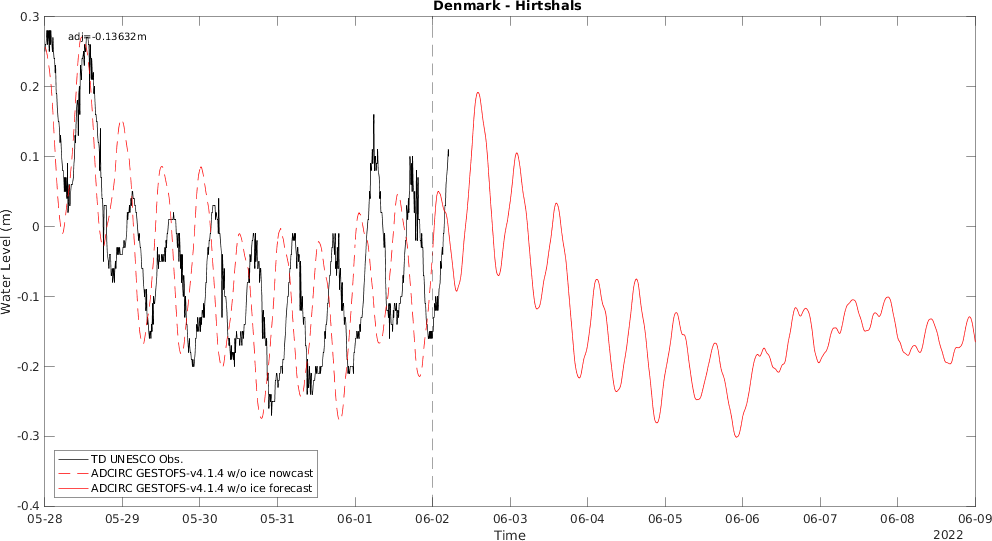 Denmark - Hirtshals
adj=-0.13632m
0.3
0.2
0.1
0
-0.1
-0.2
-0.3
-0.4
Water Level (m)
TD UNESCO Obs.
ADCIRC GESTOFS-v4.1.4 w/o ice nowcast
ADCIRC GESTOFS-v4.1.4 w/o ice forecast
05-28 05-29 05-30 05-31 06-01 06-02 06-03 06-04 06-05 06-06 06-07 06-08 06-09
Time
2022